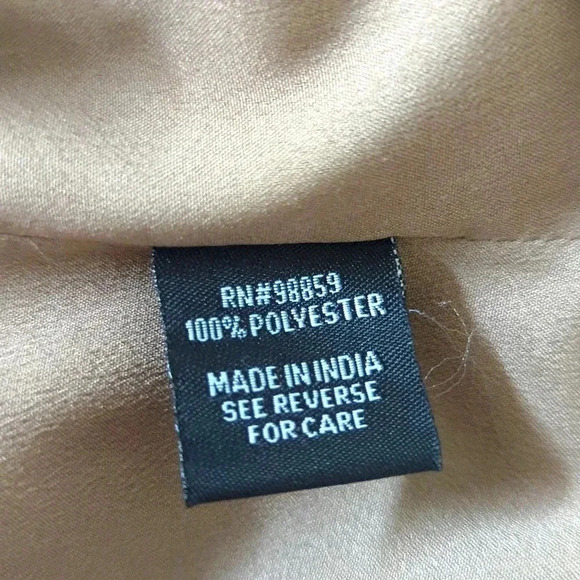 RN#98859
100% POLYESTER
MADE IN INDIA
SEE REVERSE
FOR CARE